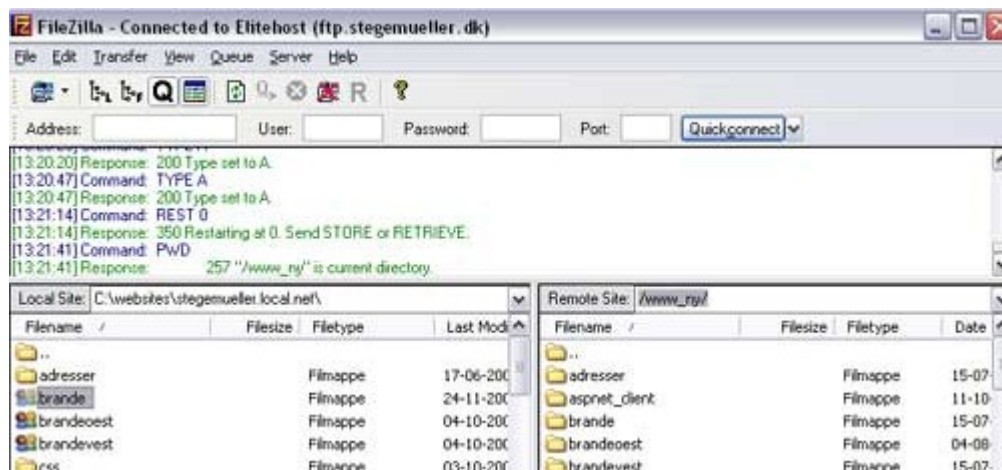 FileZilla - Connected to Elitehost (ftp.stegemueller.dk)
File Edit Transfer View Queue Server Help
Address: User: Password: Port: Quickconnect
[13:20:20] Response: 200 Type set to A.
[13:20:47] Command: TYPE A
[13:20:47] Response: 200 Type set to A.
[13:21:14] Command: REST 0
[13:21:14] Response: 350 Restarting at 0. Send STORE or RETRIEVE.
[13:21:41] Command: PWD
[13:21:41] Response: 257 "/www_ny/" is current directory.
Local Site: C:\websites\stegemueller.local.net\ Remote Site: /www_ny/
Filename / Filesize Filetype Last Modi Filename / Filesize Filetype Date
.. ..
adresser Filmappe 17-06-200 adresser Filmappe 15-07-
brande Filmappe 24-11-200 aspnet_client Filmappe 11-10-
brandeoest Filmappe 04-10-200 brande Filmappe 15-07-
brandevest Filmappe 04-10-200 brandeoest Filmappe 04-08-
css Filmappe 03-10-200 brandevest Filmappe 15-07-